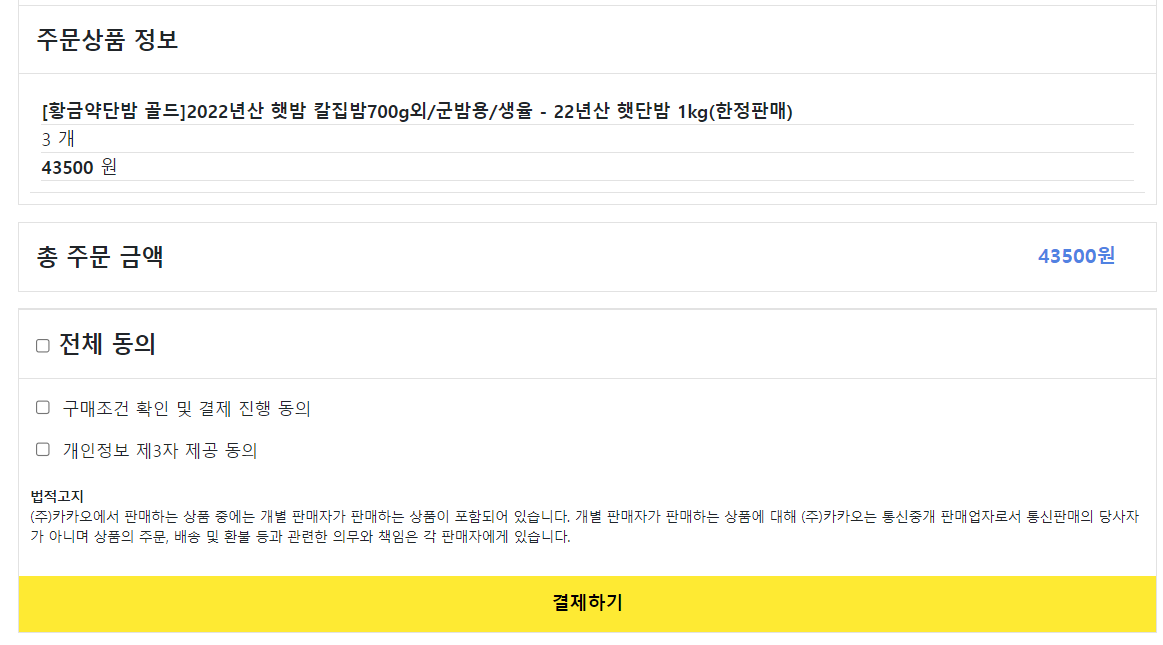 주문상품 정보
[황금약단밤 골드]2022년산 햇밤 칼집밤700g외/군밤용/생율 - 22년산 햇단밤 1kg(한정판매)
3 개
43500 원
총 주문 금액
43500원
전체 동의
구매조건 확인 및 결제 진행 동의
개인정보 제3자 제공 동의
법적고지
(주)카카오에서 판매하는 상품 중에는 개별 판매자가 판매하는 상품이 포함되어 있습니다. 개별 판매자가 판매하는 상품에 대해 (주)카카오는 통신중개 판매업자로서 통신판매의 당사자
가 아니며 상품의 주문, 배송 및 환불 등과 관련한 의무와 책임은 각 판매자에게 있습니다.
결제하기